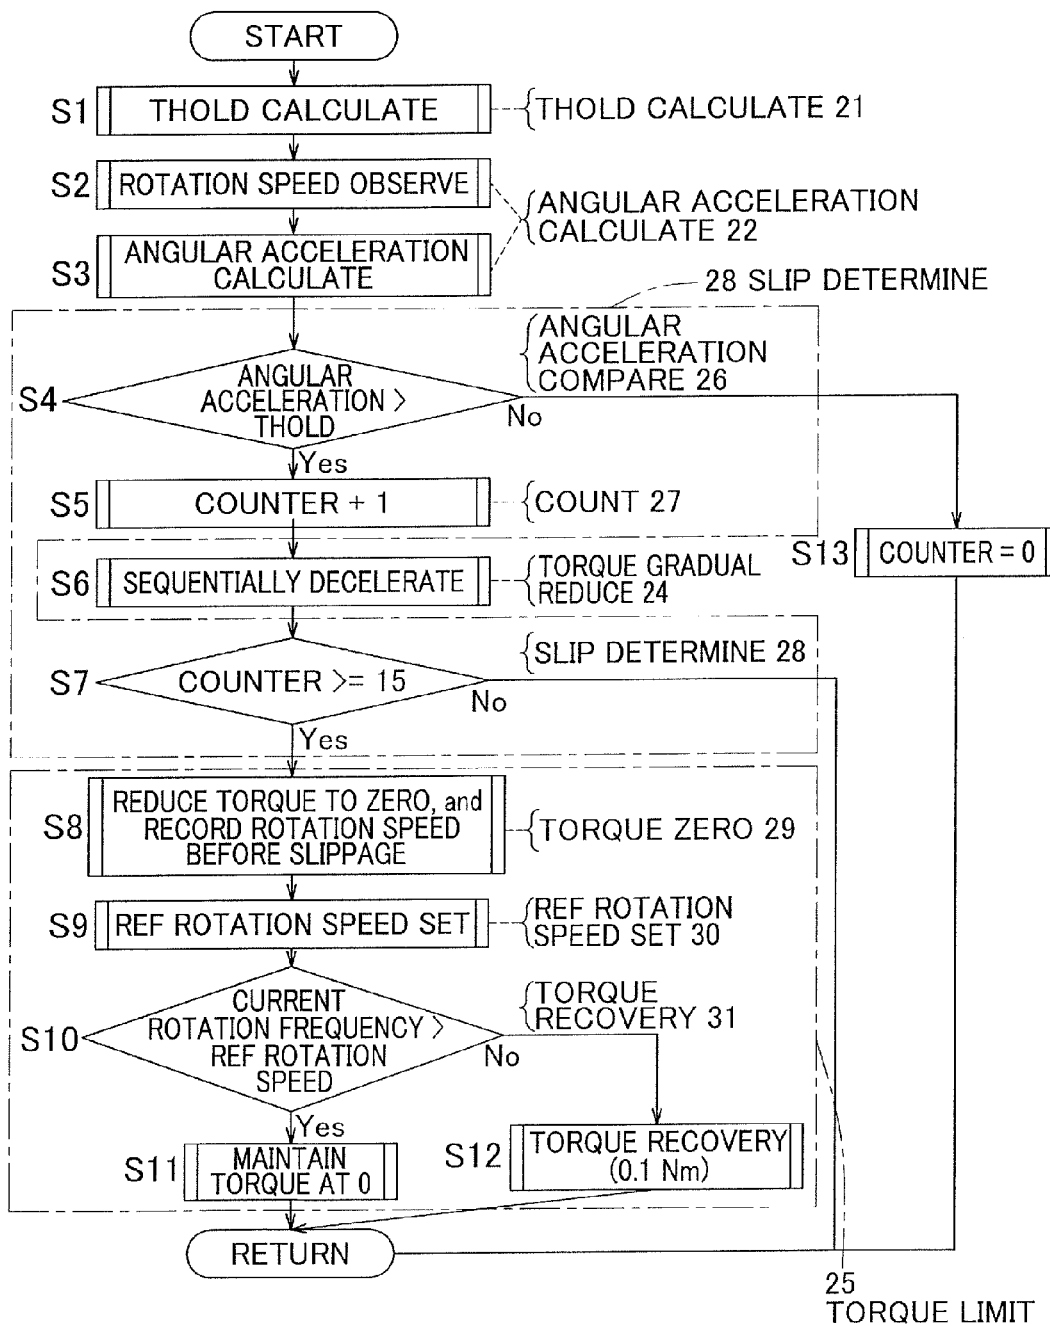 START
S1
THOLD CALCULATE
THOLD CALCULATE 21
S2
ROTATION SPEED OBSERVE
ANGULAR ACCELERATION
CALCULATE 22
S3
ANGULAR ACCELERATION
CALCULATE
28 SLIP DETERMINE
ANGULAR
ACCELERATION
COMPARE 26
S4
ANGULAR
ACCELERATION >
THOLD
No
Yes
S5
COUNTER + 1
COUNT 27
S13
COUNTER = 0
S6
SEQUENTIALLY DECELERATE
TORQUE GRADUAL
REDUCE 24
SLIP DETERMINE 28
S7
COUNTER >= 15
No
Yes
S8
REDUCE TORQUE TO ZERO, and
RECORD ROTATION SPEED
BEFORE SLIPPAGE
TORQUE ZERO 29
S9
REF ROTATION SPEED SET
REF ROTATION
SPEED SET 30
TORQUE
RECOVERY 31
S10
CURRENT
ROTATION FREQUENCY >
REF ROTATION
SPEED
No
Yes
S11
MAINTAIN
TORQUE AT 0
S12
TORQUE RECOVERY
(0.1 Nm)
RETURN
25
TORQUE LIMIT